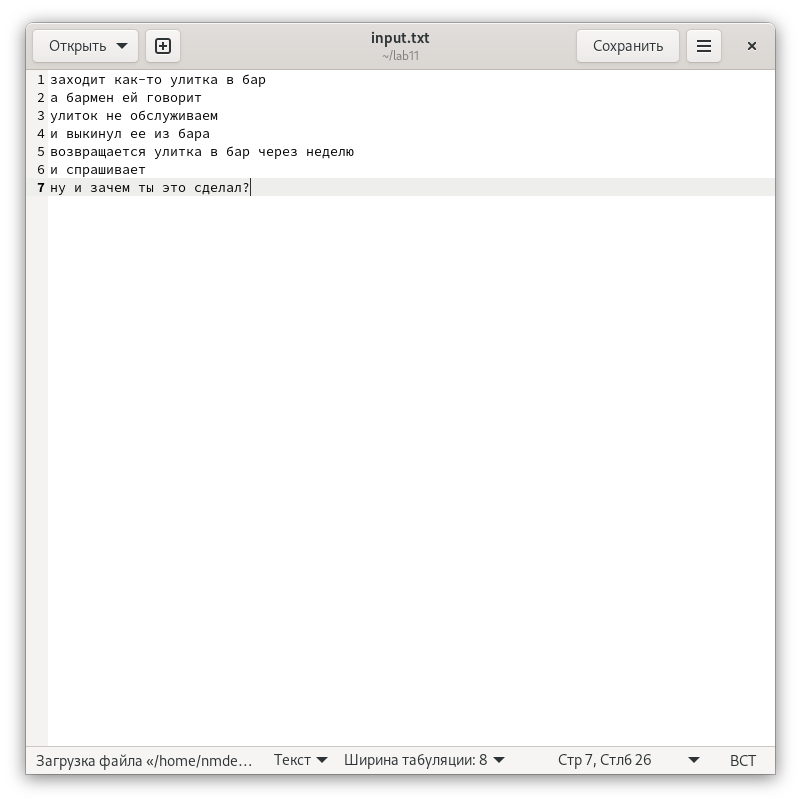 Открыть
input.txt
~/lab11
Сохранить
1 заходит как-то улитка в бар
2 а бармен ей говорит
3 улиток не обслуживаем
4 и выкинул ее из бара
5 возвращается улитка в бар через неделю
6 и спрашивает
7 ну и зачем ты это сделал?
Загрузка файла «/home/nmde… Текст Ширина табуляции: 8 Стр 7, Стлб 26 ВСТ